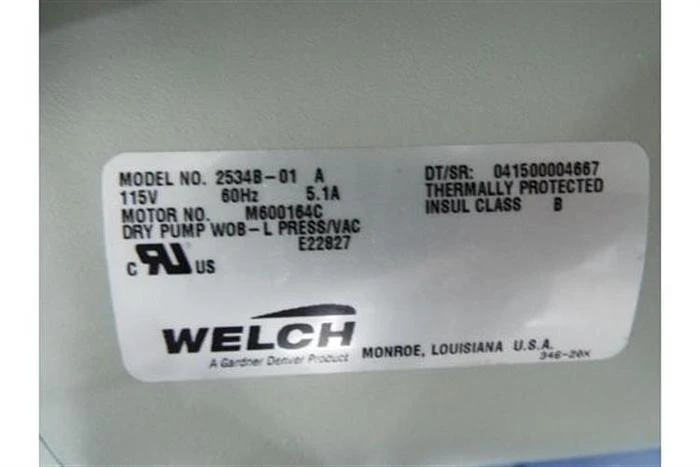 MODEL NO. 2534B-01 A
115V 60Hz 5.1A
MOTOR NO. M600164C
DRY PUMP WOB-L PRESS/VAC
E22827
DT/SR: 041500004667
THERMALLY PROTECTED
INSUL CLASS B
C RU US
WELCH
A Gardner Denver Product
MONROE, LOUISIANA U.S.A.
346-20K